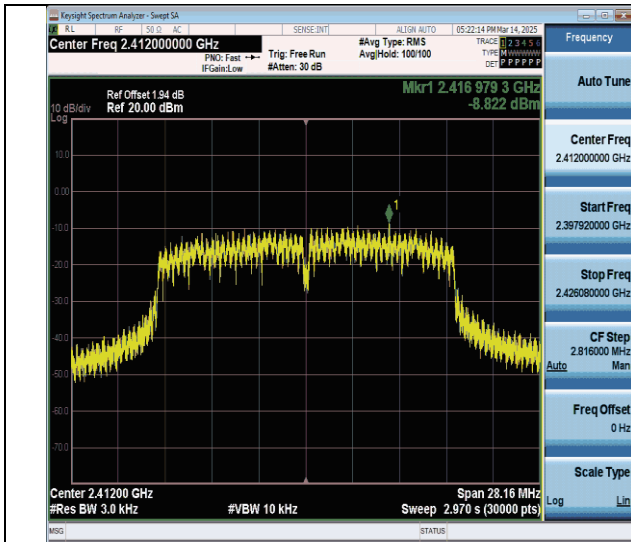 Keysight Spectrum Analyzer - Swept SA
RL RF 50 Ω AC SENSE:INT ALIGN AUTO 05:22:14 PM Mar 14, 2025
Center Freq 2.412000000 GHz
PNO: Fast
IFGain:Low
Trig: Free Run
#Atten: 30 dB
#Avg Type: RMS
Avg|Hold: 100/100
TRACE 1 2 3 4 5 6
TYPE M WWWWW
DET P P P P P P
Ref Offset 1.94 dB
Ref 20.00 dBm
10 dB/div
Log
Mkr1 2.416 979 3 GHz
-8.822 dBm
10.0
0.00
-10.0
-20.0
-30.0
-40.0
-50.0
-60.0
-70.0
1
Center 2.41200 GHz
Span 28.16 MHz
#Res BW 3.0 kHz
#VBW 10 kHz
Sweep 2.970 s (30000 pts)
MSG
STATUS
Frequency
Auto Tune
Center Freq
2.412000000 GHz
Start Freq
2.397920000 GHz
Stop Freq
2.426080000 GHz
CF Step
2.816000 MHz
Auto Man
Freq Offset
0 Hz
Scale Type
Log Lin